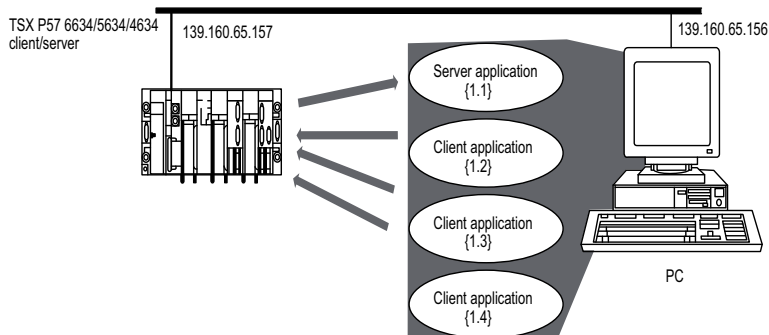 TSX P57 6634/5634/4634
client/server
139.160.65.157
139.160.65.156
Server application
{1.1}
Client application
{1.2}
Client application
{1.3}
Client application
{1.4}
PC